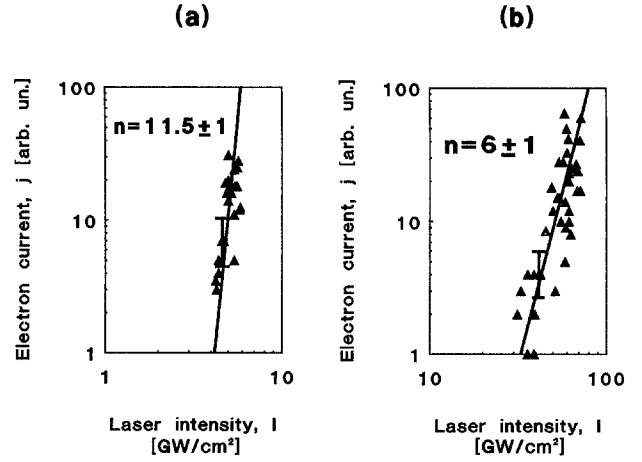 (a)
(b)
Electron current, j [arb. un.]
100
10
1
n=11.5±1
1
10
Laser intensity, I
[GW/cm²]
Electron current, j [arb. un.]
100
10
1
n=6±1
10
100
Laser intensity, I
[GW/cm²]